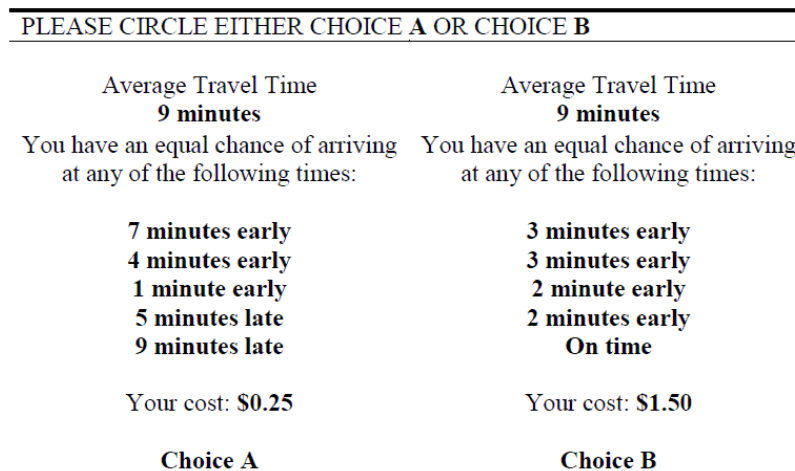 PLEASE CIRCLE EITHER CHOICE A OR CHOICE B
Average Travel Time
9 minutes
You have an equal chance of arriving
at any of the following times:
7 minutes early
4 minutes early
1 minute early
5 minutes late
9 minutes late
Your cost: $0.25
Choice A
Average Travel Time
9 minutes
You have an equal chance of arriving
at any of the following times:
3 minutes early
3 minutes early
2 minute early
2 minutes early
On time
Your cost: $1.50
Choice B